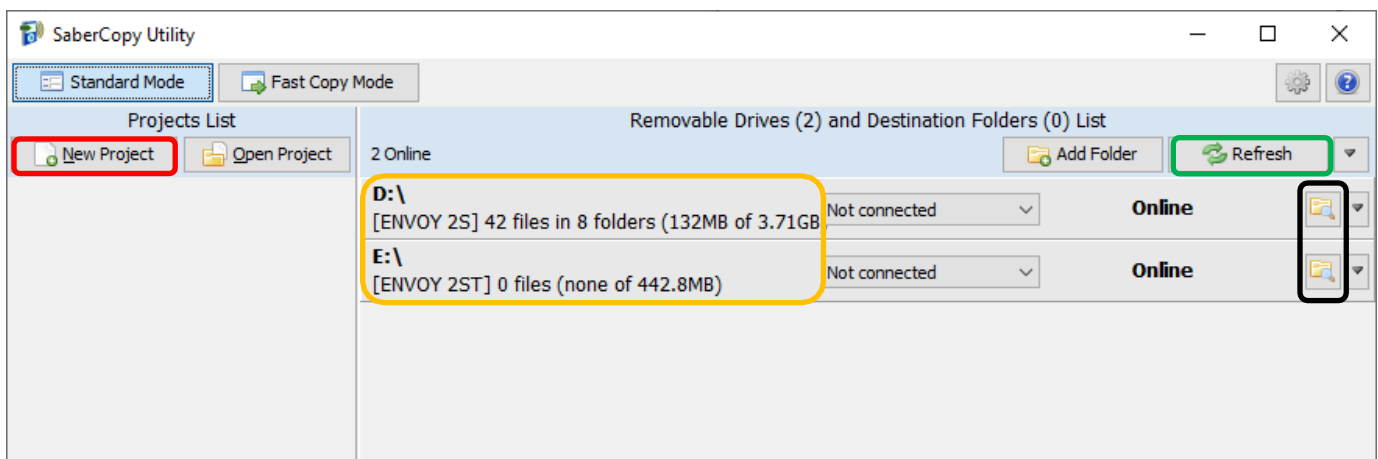 SaberCopy Utility
Standard Mode
Fast Copy Mode
Projects List
Removable Drives (2) and Destination Folders (0) List
New Project
Open Project
2 Online
Add Folder
Refresh
D:\
[ENVOY 2S] 42 files in 8 folders (132MB of 3.71GB
Not connected
Online
E:\
[ENVOY 2ST] 0 files (none of 442.8MB)
Not connected
Online